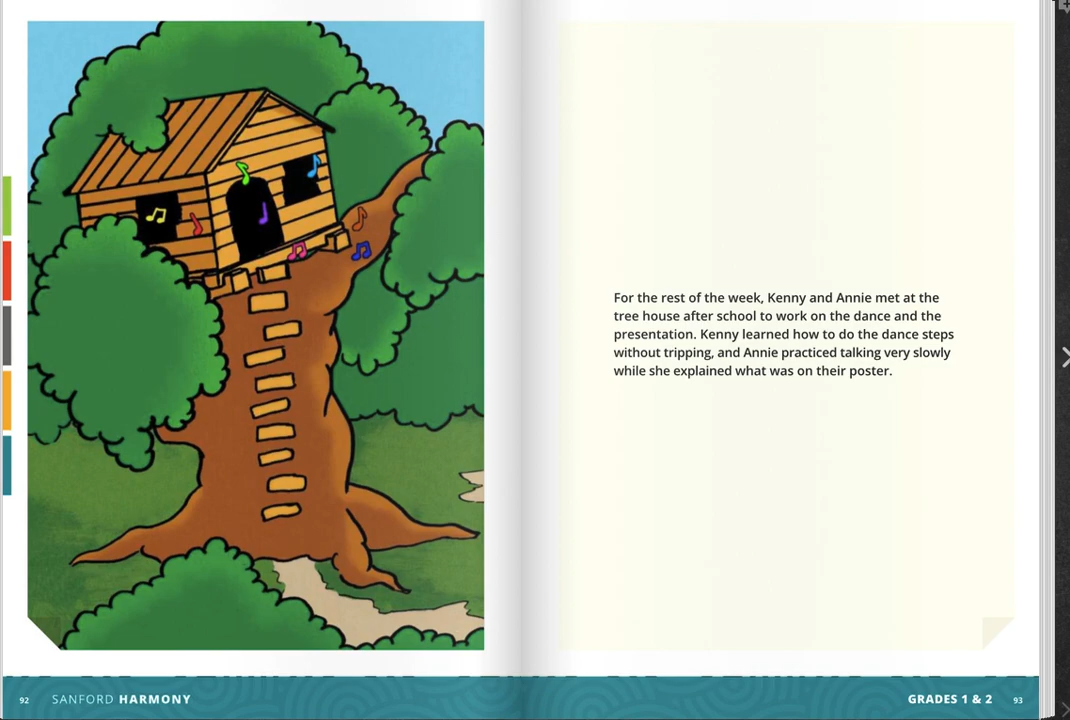 For the rest of the week, Kenny and Annie met at the
tree house after school to work on the dance and the
presentation. Kenny learned how to do the dance steps
without tripping, and Annie practiced talking very slowly
while she explained what was on their poster.
92 SANFORD HARMONY
GRADES 1 & 2 93